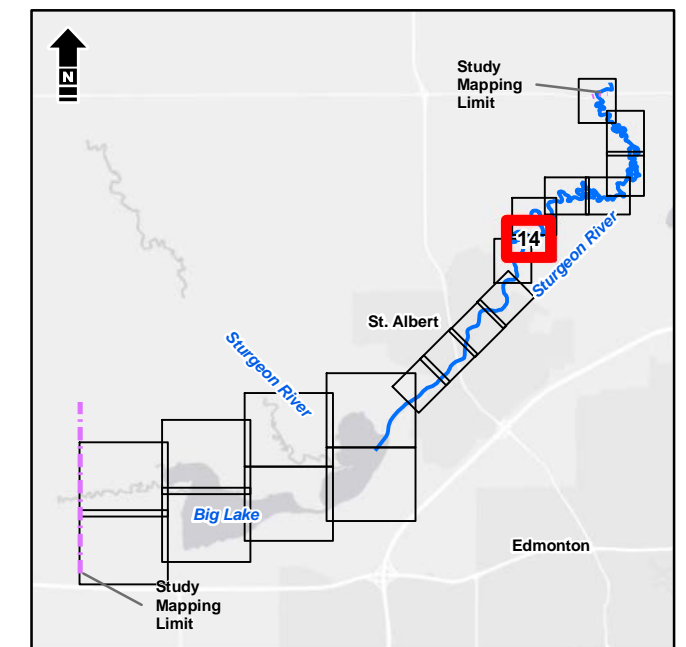 N
Study
Mapping
Limit
14
Sturgeon River
St. Albert
Sturgeon River
Big Lake
Edmonton
Study
Mapping
Limit